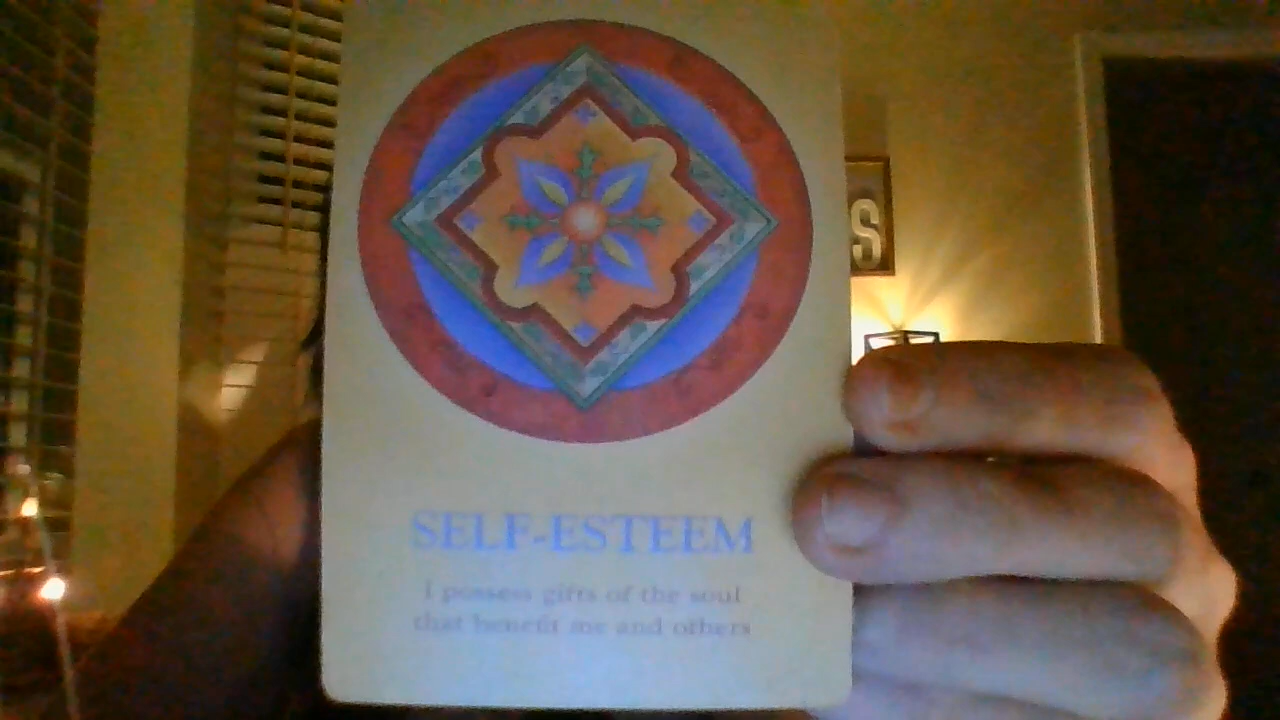 S
SELF-ESTEEM
I possess gifts of the soul
that benefit me and others